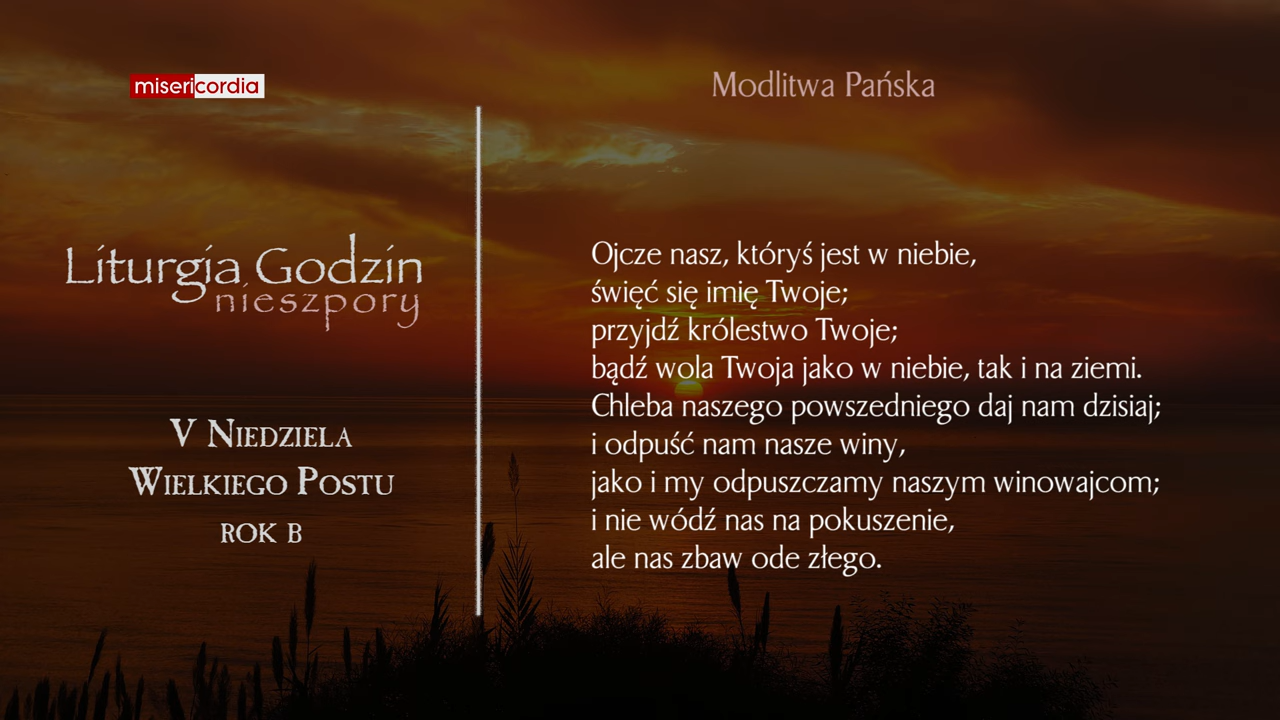 misericordia
Liturgia Godzin
nieszpory
V Niedziela
Wielkiego Postu
rok B
Modlitwa Pańska
Ojcze nasz, któryś jest w niebie,
święć się imię Twoje;
przyjdź królestwo Twoje;
bądź wola Twoja jako w niebie, tak i na ziemi.
Chleba naszego powszedniego daj nam dzisiaj;
i odpuść nam nasze winy,
jako i my odpuszczamy naszym winowajcom;
i nie wódź nas na pokuszenie,
ale nas zbaw ode złego.